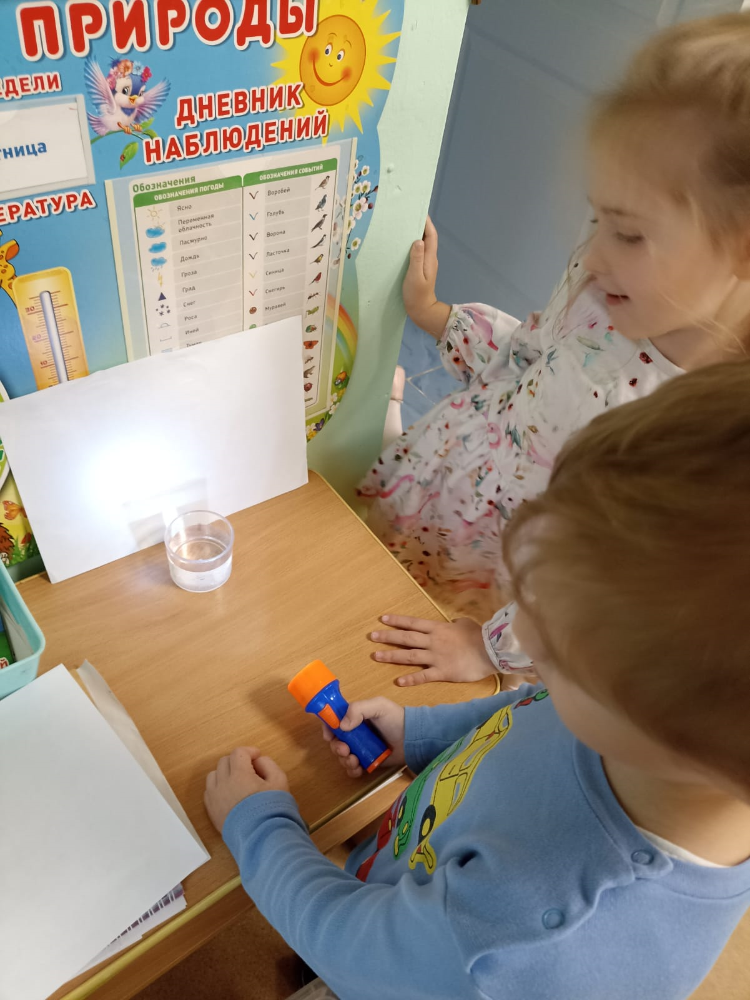 ПРИРОДЫ
ДНЕВНИК
НАБЛЮДЕНИЙ
Обозначения
ОБОЗНАЧЕНИЯ ПОГОДЫ
Ясно
Переменная
облачность
Пасмурно
Дождь
Гроза
Град
Снег
Роса
Иней
Туман
ОБОЗНАЧЕНИЯ СОБЫТИЙ
Воробей
Голубь
Ворона
Ласточка
Синица
Снегирь
Муравей
ЕДЕЛИ
тница
ЕРАТУРА
30
20
10